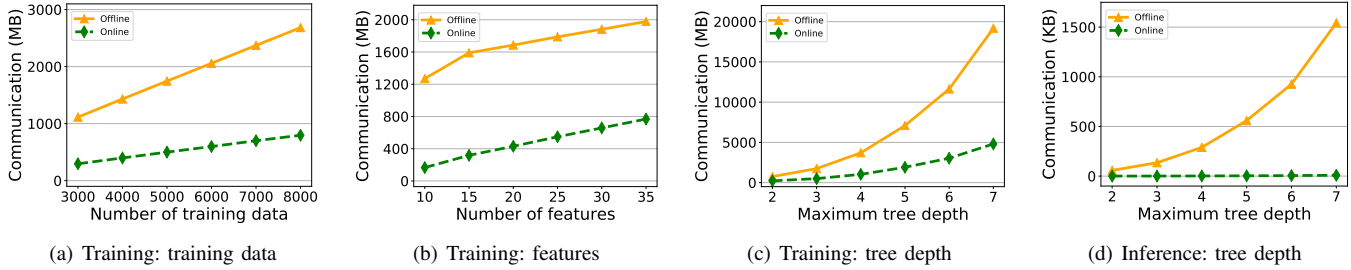 Communication (MB)
3000
2000
1000
0
Offline
Online
3000 4000 5000 6000 7000 8000
Number of training data
(a) Training: training data
Communication (MB)
2000
1600
1200
800
400
0
Offline
Online
10 15 20 25 30 35
Number of features
(b) Training: features
Communication (MB)
20000
15000
10000
5000
0
Offline
Online
2 3 4 5 6 7
Maximum tree depth
(c) Training: tree depth
Communication (KB)
1500
1000
500
0
Offline
Online
2 3 4 5 6 7
Maximum tree depth
(d) Inference: tree depth